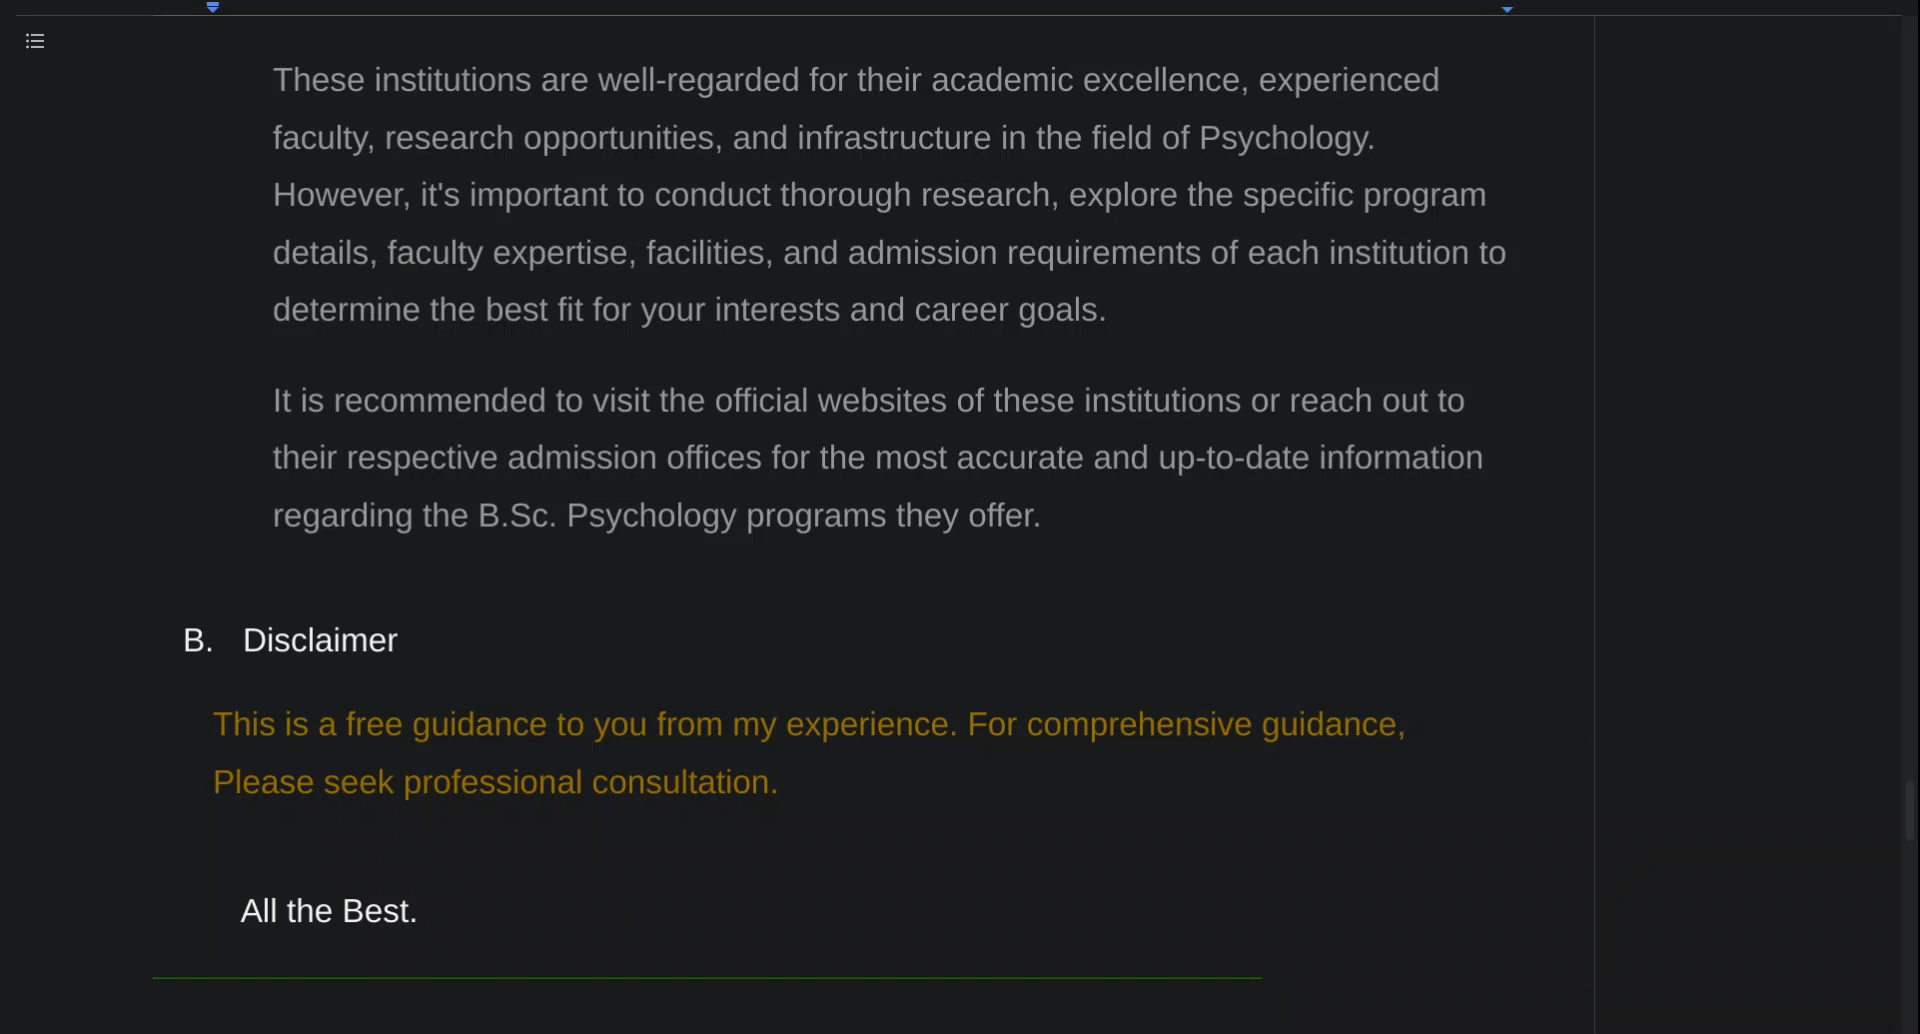 These institutions are well-regarded for their academic excellence, experienced
faculty, research opportunities, and infrastructure in the field of Psychology.
However, it's important to conduct thorough research, explore the specific program
details, faculty expertise, facilities, and admission requirements of each institution to
determine the best fit for your interests and career goals.
It is recommended to visit the official websites of these institutions or reach out to
their respective admission offices for the most accurate and up-to-date information
regarding the B.Sc. Psychology programs they offer.
B. Disclaimer
This is a free guidance to you from my experience. For comprehensive guidance,
Please seek professional consultation.
All the Best.